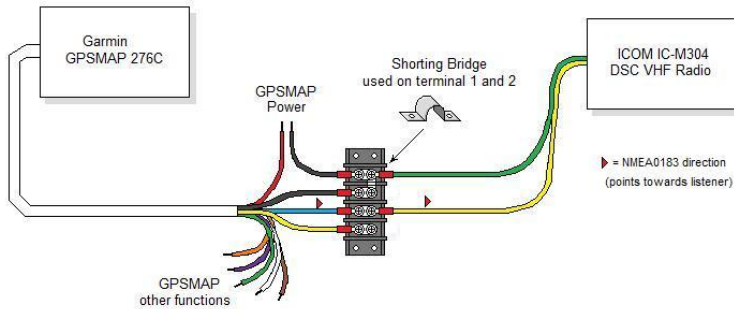 Garmin
GPSMAP 276C
ICOM IC-M304
DSC VHF Radio
Shorting Bridge
used on terminal 1 and 2
GPSMAP
Power
= NMEA0183 direction
(points towards listener)
GPSMAP
other functions